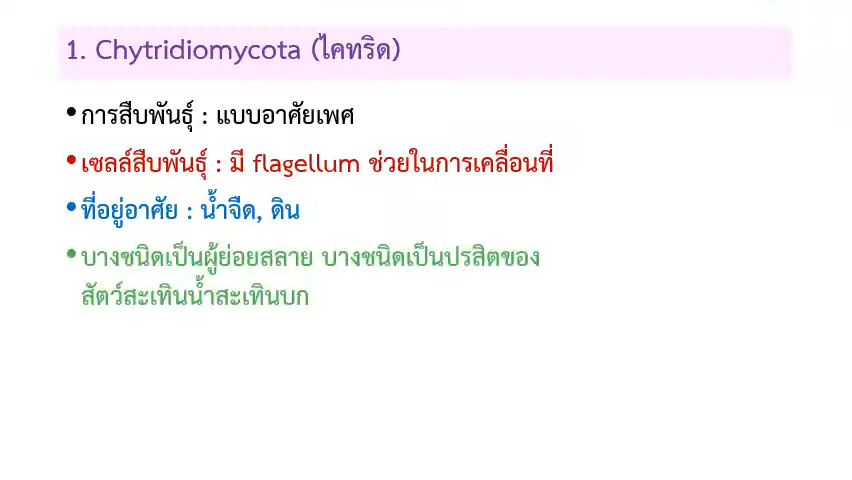 1. Chytridiomycota (ไคทริด)
•การสืบพันธุ์ : แบบอาศัยเพศ
•เซลล์สืบพันธุ์ : มี flagellum ช่วยในการเคลื่อนที่
•ที่อยู่อาศัย : น้ำจืด, ดิน
•บางชนิดเป็นผู้ย่อยสลาย บางชนิดเป็นปรสิตของ
สัตว์สะเทินน้ำสะเทินบก